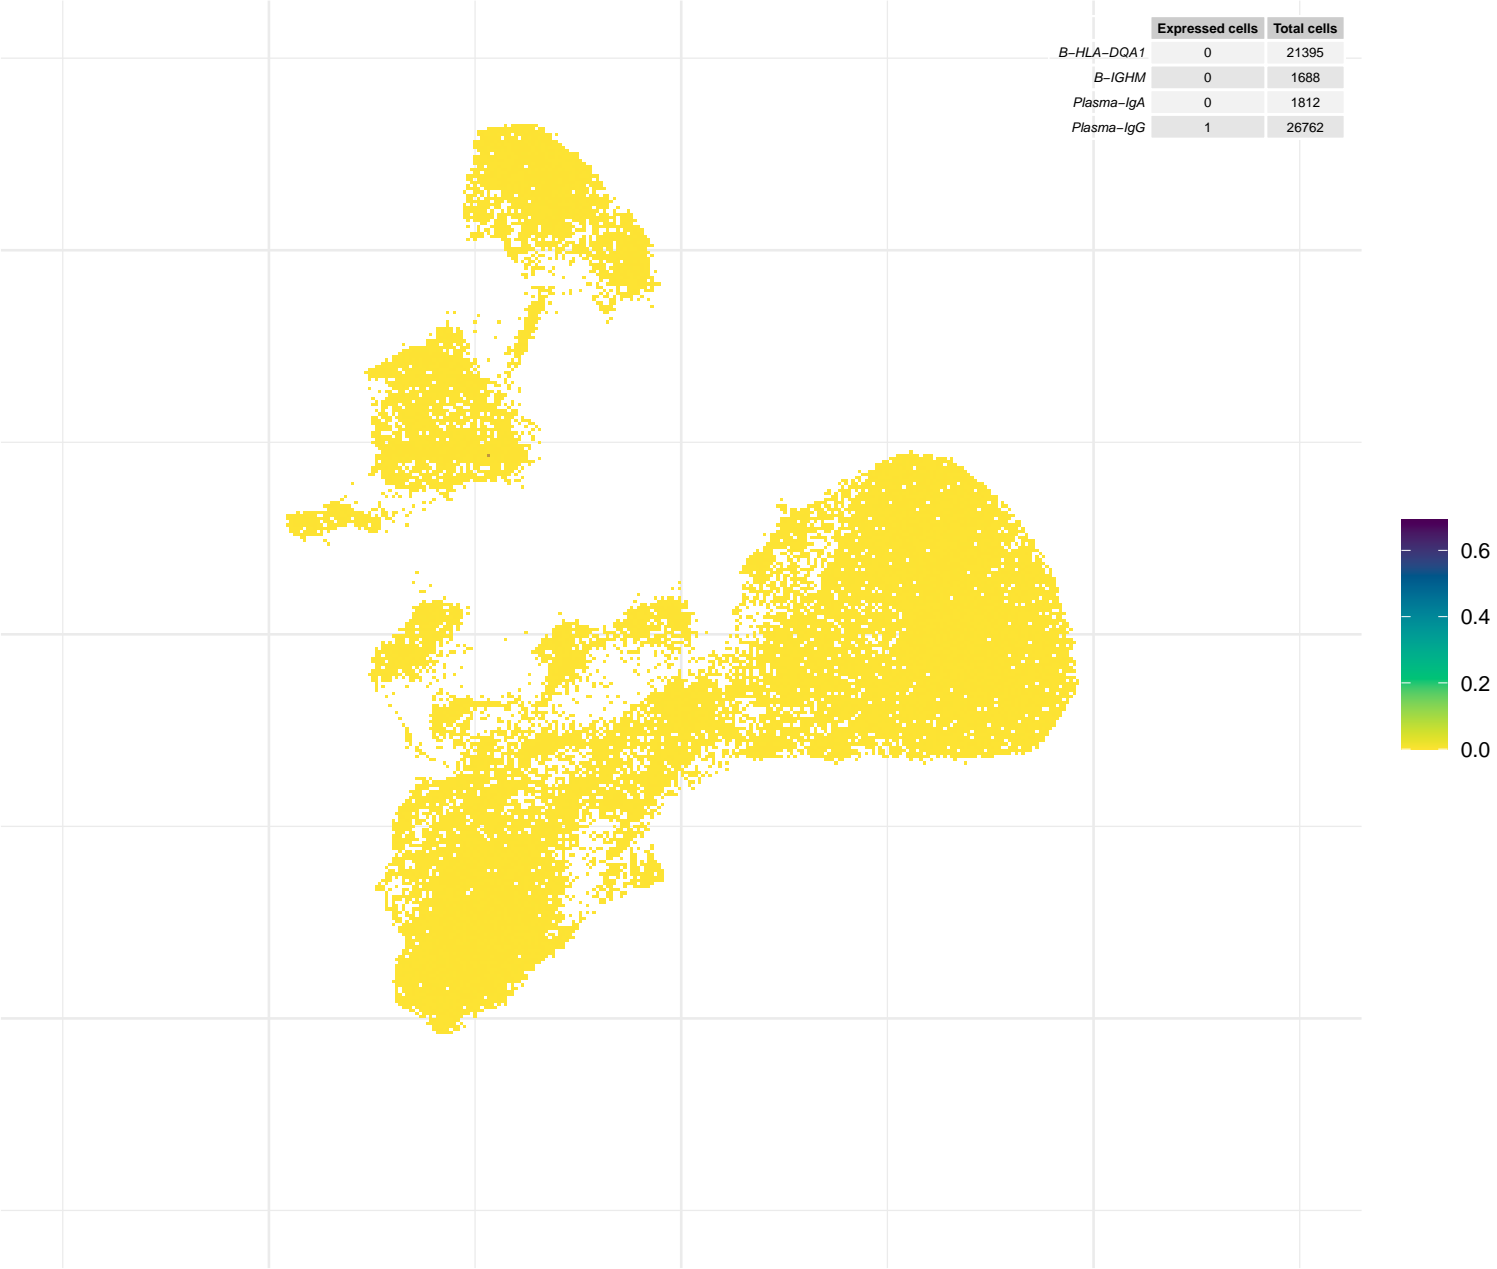 Expressed cells Total cells
B−HLA−DQA1 0 21395
B−IGHM 0 1688
Plasma−IgA 0 1812
Plasma−IgG 1 26762
0.6
0.4
0.2
0.0